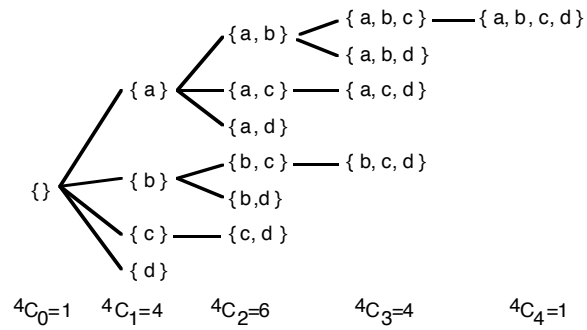 { a, b, c } { a, b, c, d }
{ a, b }
{ a, b, d }
{ a } { a, c } { a, c, d }
{ a, d }
{ b, c } { b, c, d }
{ b }
{} {b,d}
{ c } { c, d }
{ d }
⁴C₀=1 ⁴C₁=4 ⁴C₂=6 ⁴C₃=4 ⁴C₄=1